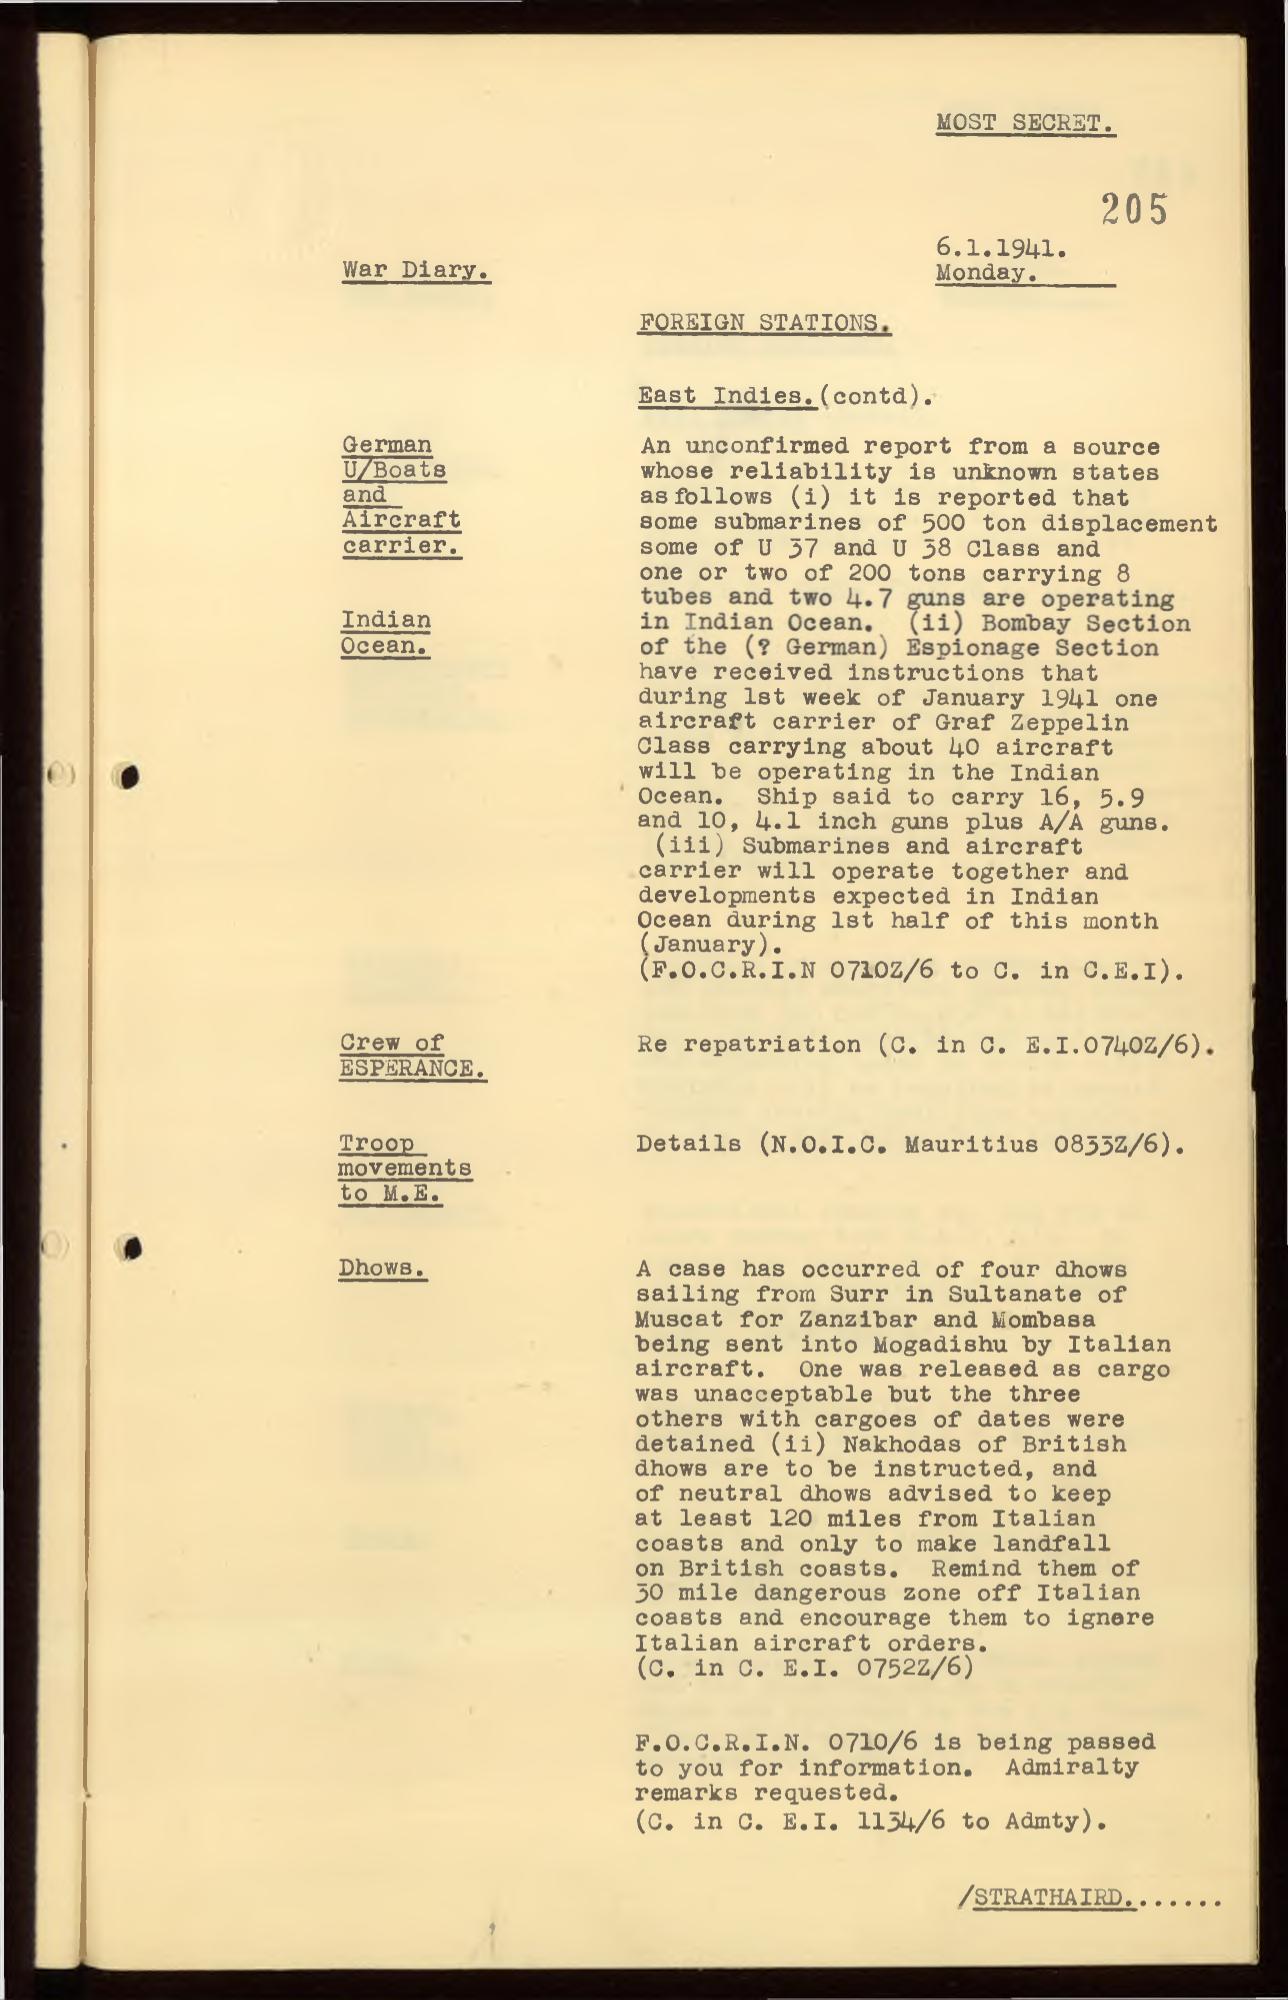 MOST SECRET.
205
6.1.1941.
Monday.
War Diary.
FOREIGN STATIONS.
East Indies.(contd).
German
U/Boats
and
Aircraft
carrier.
Indian
Ocean.
An unconfirmed report from a source
whose reliability is unknown states
as follows (i) it is reported that
some submarines of 500 ton displacement
some of U 37 and U 38 Class and
one or two of 200 tons carrying 8
tubes and two 4.7 guns are operating
in Indian Ocean. (ii) Bombay Section
of the (? German) Espionage Section
have received instructions that
during 1st week of January 1941 one
aircraft carrier of Graf Zeppelin
Class carrying about 40 aircraft
will be operating in the Indian
Ocean. Ship said to carry 16, 5.9
and 10, 4.1 inch guns plus A/A guns.
(iii) Submarines and aircraft
carrier will operate together and
developments expected in Indian
Ocean during 1st half of this month
(January).
(F.O.C.R.I.N 0710Z/6 to C. in C.E.I).
Crew of
ESPERANCE.
Re repatriation (C. in C. E.I.0740Z/6).
Troop
movements
to M.E.
Details (N.O.I.C. Mauritius 0833Z/6).
Dhows.
A case has occurred of four dhows
sailing from Surr in Sultanate of
Muscat for Zanzibar and Mombasa
being sent into Mogadishu by Italian
aircraft. One was released as cargo
was unacceptable but the three
others with cargoes of dates were
detained (ii) Nakhodas of British
dhows are to be instructed, and
of neutral dhows advised to keep
at least 120 miles from Italian
coasts and only to make landfall
on British coasts. Remind them of
30 mile dangerous zone off Italian
coasts and encourage them to ignore
Italian aircraft orders.
(C. in C. E.I. 0752Z/6)
F.O.C.R.I.N. 0710/6 is being passed
to you for information. Admiralty
remarks requested.
(C. in C. E.I. 1134/6 to Admty).
/STRATHAIRD.......